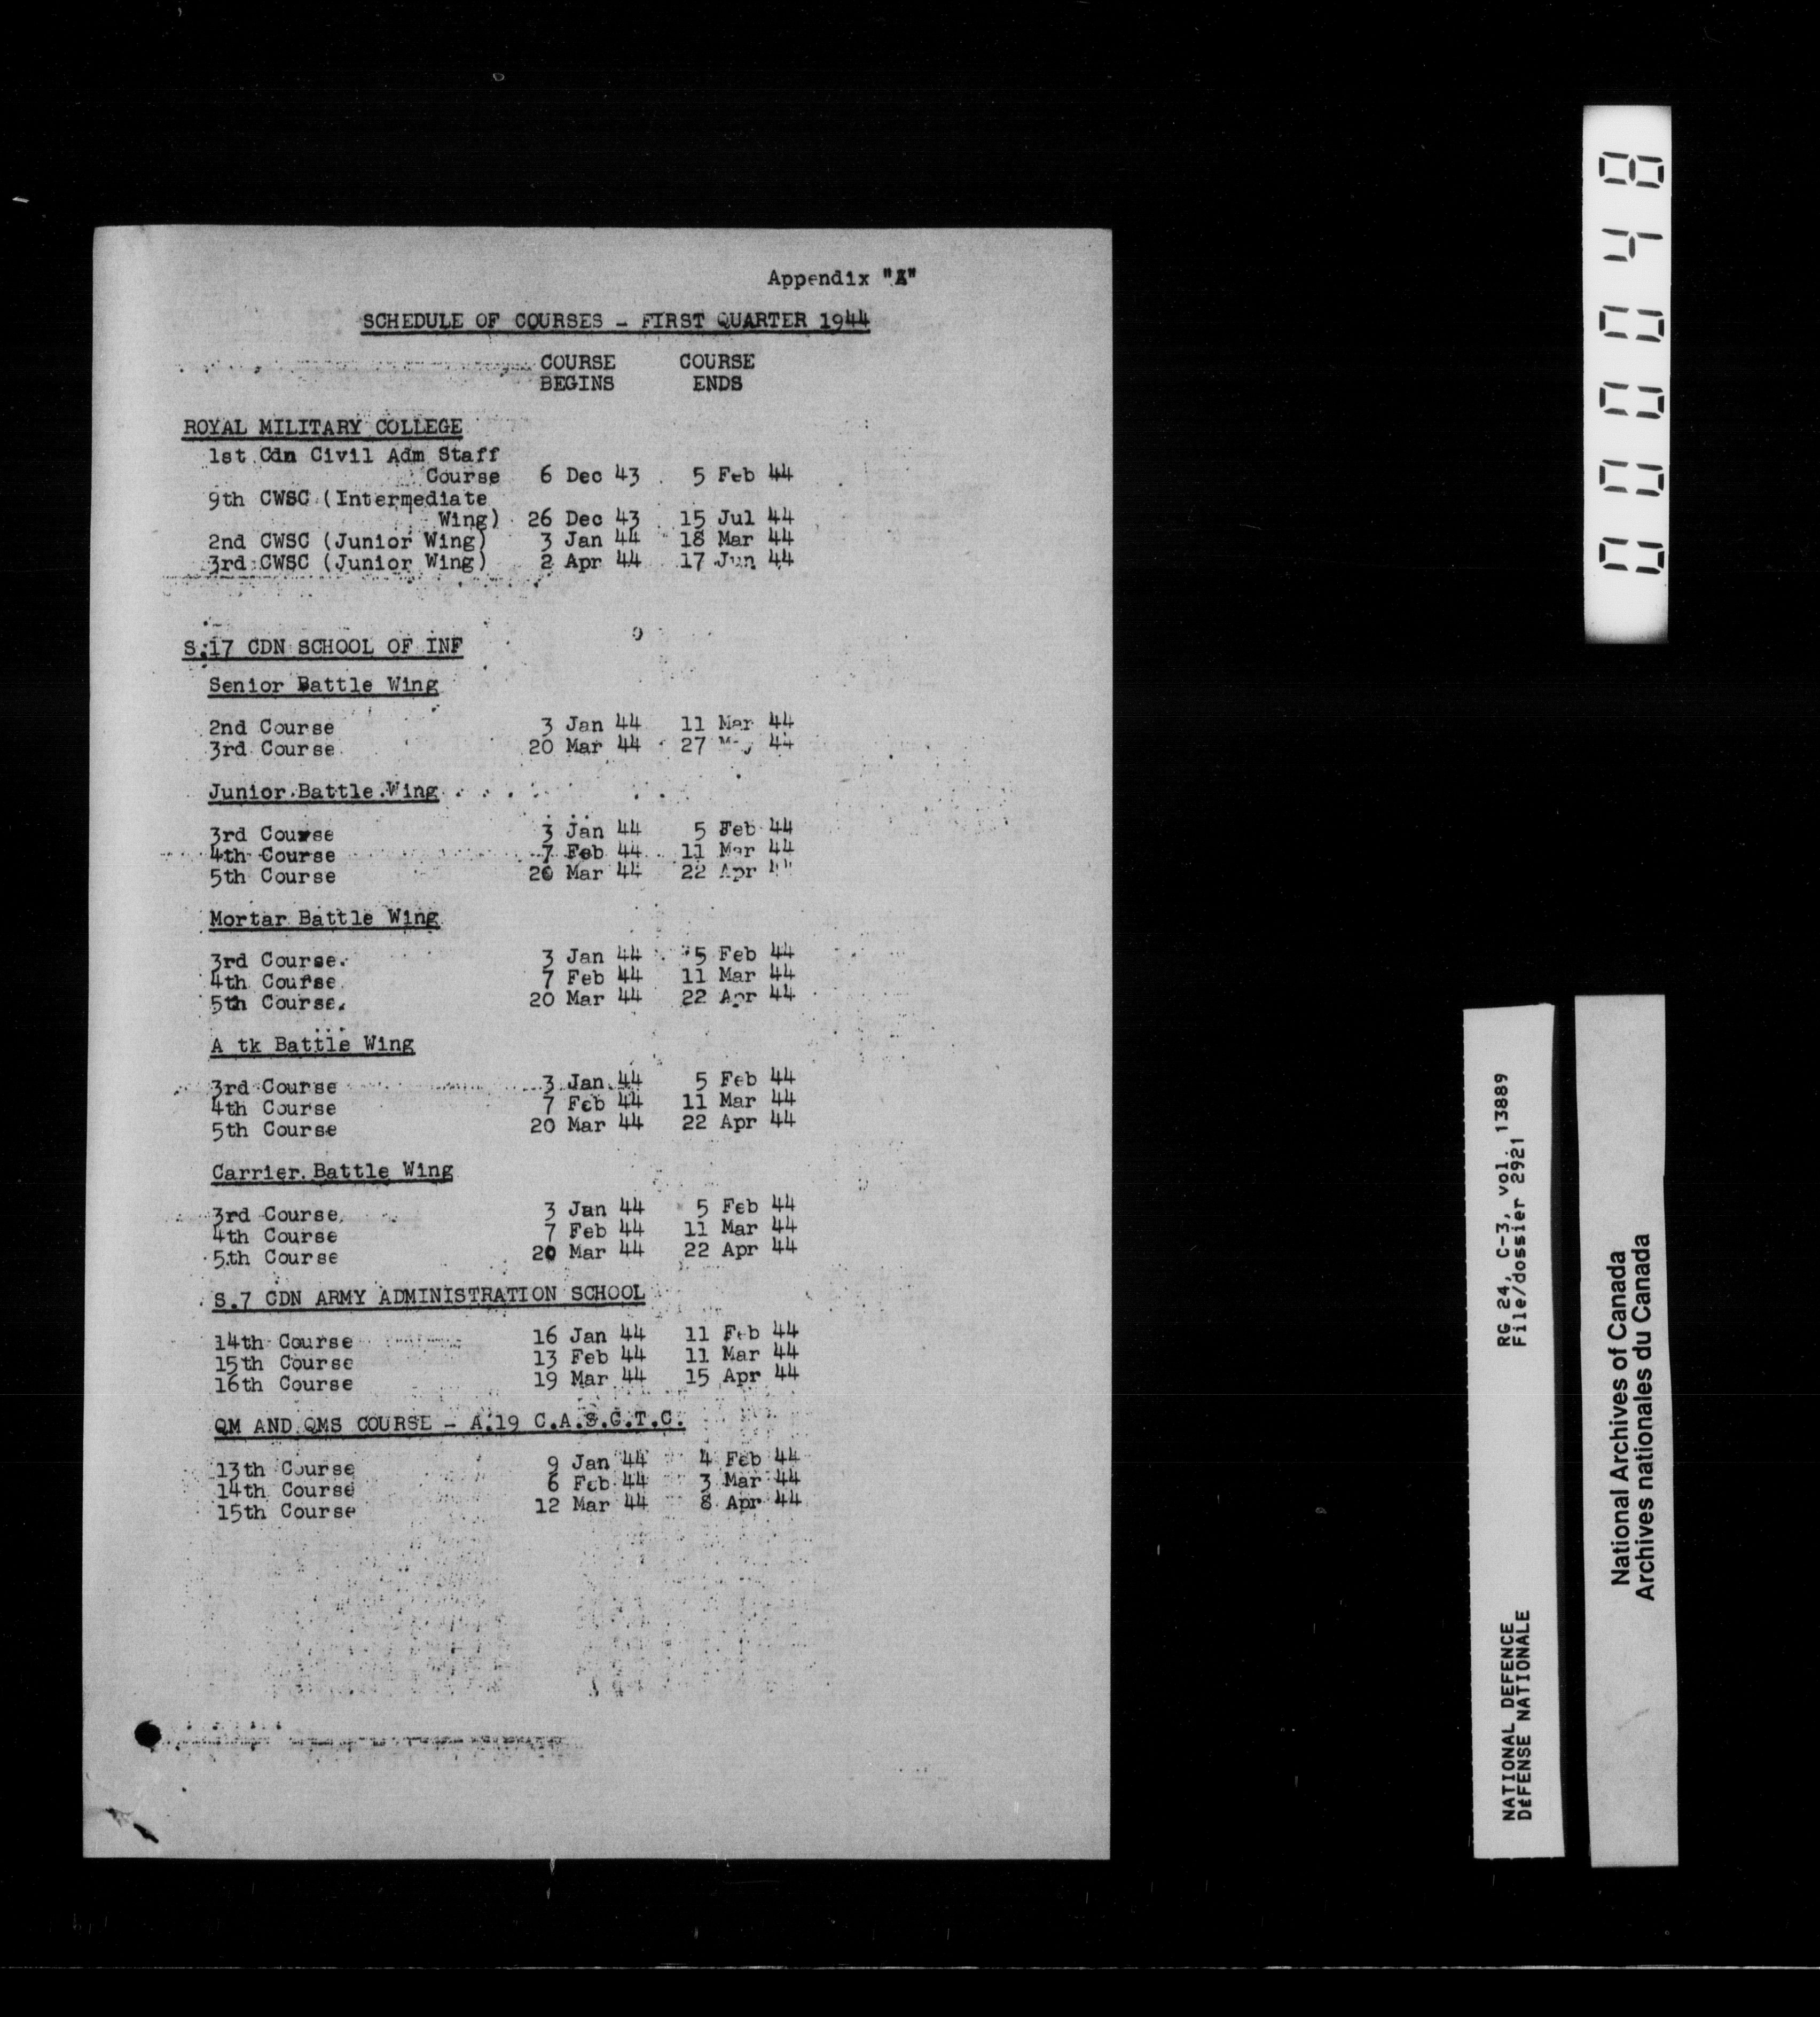 Appendix "A"
SCHEDULE OF COURSES - FIRST QUARTER 1944
COURSE COURSE
BEGINS ENDS
ROYAL MILITARY COLLEGE
1st Cdn Civil Adm Staff
Course 6 Dec 43 5 Feb 44
9th CWSC (Intermediate
Wing) 26 Dec 43 15 Jul 44
2nd CWSC (Junior Wing) 3 Jan 44 18 Mar 44
3rd CWSC (Junior Wing) 2 Apr 44 17 Jun 44
S.17 CDN SCHOOL OF INF
Senior Battle Wing
2nd Course 3 Jan 44 11 Mar 44
3rd Course 20 Mar 44 27 May 44
Junior Battle Wing
3rd Course 3 Jan 44 5 Feb 44
4th Course 7 Feb 44 11 Mar 44
5th Course 20 Mar 44 22 Apr 44
Mortar Battle Wing
3rd Course. 3 Jan 44 5 Feb 44
4th Course 7 Feb 44 11 Mar 44
5th Course. 20 Mar 44 22 Apr 44
A tk Battle Wing
3rd Course 3 Jan 44 5 Feb 44
4th Course 7 Feb 44 11 Mar 44
5th Course 20 Mar 44 22 Apr 44
Carrier Battle Wing
3rd Course 3 Jan 44 5 Feb 44
4th Course 7 Feb 44 11 Mar 44
5th Course 20 Mar 44 22 Apr 44
S.7 CDN ARMY ADMINISTRATION SCHOOL
14th Course 16 Jan 44 11 Feb 44
15th Course 13 Feb 44 11 Mar 44
16th Course 19 Mar 44 15 Apr 44
QM AND QMS COURSE - A.19 C.A.S.C.T.C.
13th Course 9 Jan 44 4 Feb 44
14th Course 6 Feb 44 3 Mar 44
15th Course 12 Mar 44 8 Apr 44
000048
NATIONAL DEFENCE RG 24, C-3, vol. 13889
DÉFENSE NATIONALE File/dossier 2921
National Archives of Canada
Archives nationales du Canada